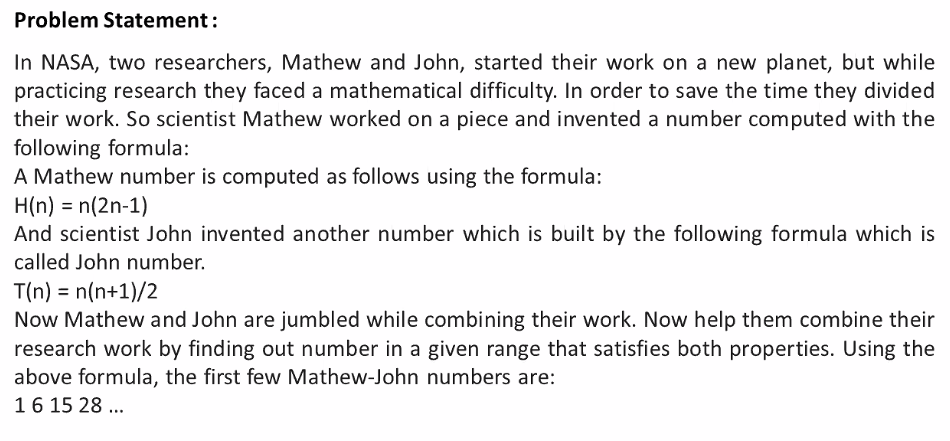 Problem Statement :
In NASA, two researchers, Mathew and John, started their work on a new planet, but while
practicing research they faced a mathematical difficulty. In order to save the time they divided
their work. So scientist Mathew worked on a piece and invented a number computed with the
following formula:
A Mathew number is computed as follows using the formula:
H(n) = n(2n-1)
And scientist John invented another number which is built by the following formula which is
called John number.
T(n) = n(n+1)/2
Now Mathew and John are jumbled while combining their work. Now help them combine their
research work by finding out number in a given range that satisfies both properties. Using the
above formula, the first few Mathew-John numbers are:
1 6 15 28 ...